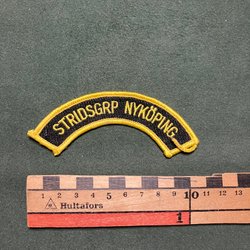 STRIDSGRP NYKÖPING
1 2 3 4 5 6 7 8 9 10 11 12 13
Hultafors
1